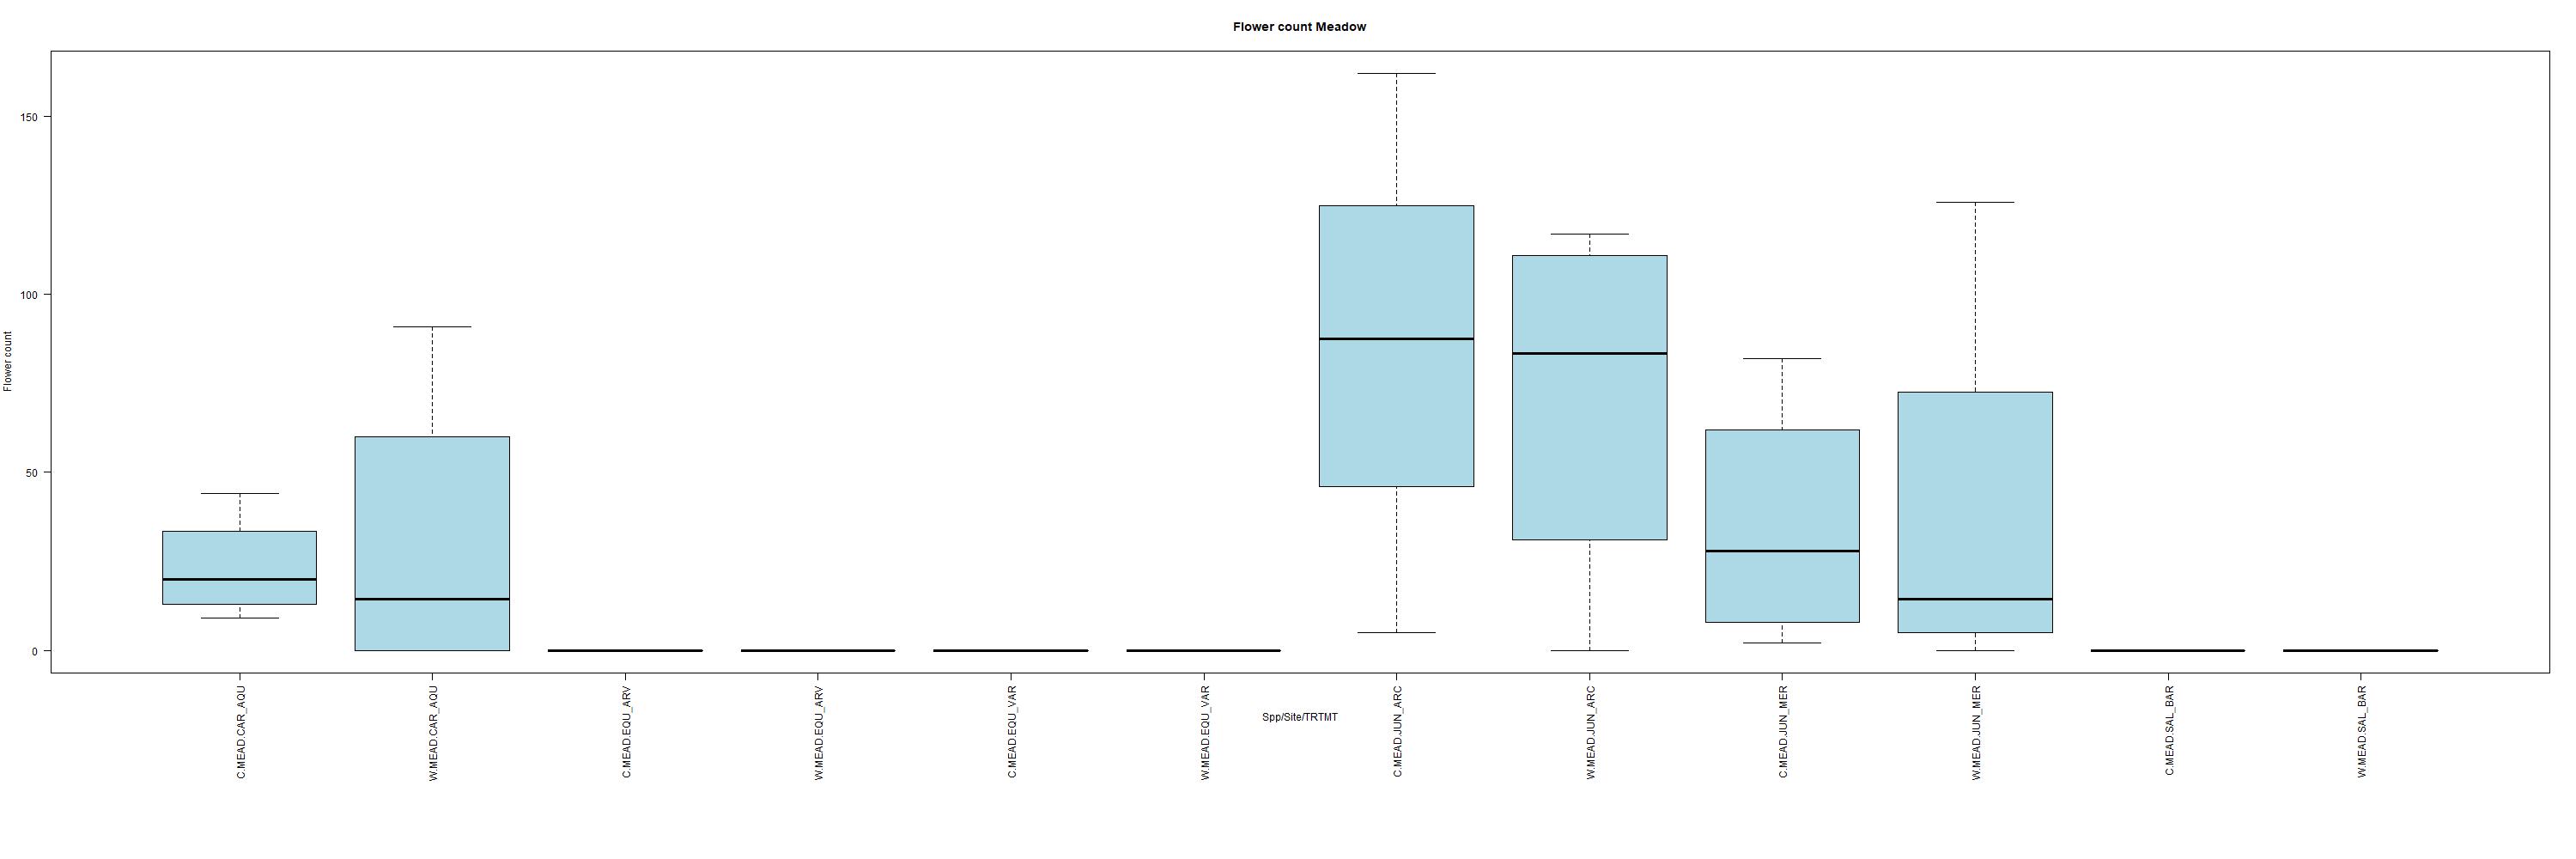 Flower count Meadow
150
100
50
0
Flower count
C.MEAD.CAR_AQU
W.MEAD.CAR_AQU
C.MEAD.EQU_ARV
W.MEAD.EQU_ARV
C.MEAD.EQU_VAR
W.MEAD.EQU_VAR
C.MEAD.JUN_ARC
W.MEAD.JUN_ARC
C.MEAD.JUN_MER
W.MEAD.JUN_MER
C.MEAD.SAL_BAR
W.MEAD.SAL_BAR
Spp/Site/TRTMT